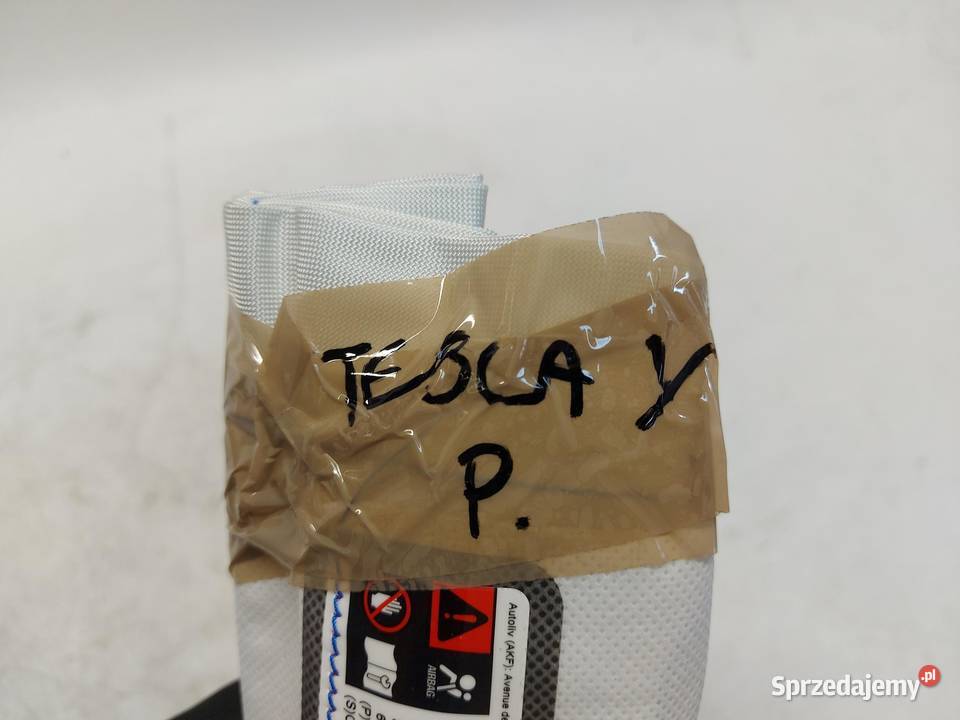 TESLA Y
P.
Autoliv (AKF): Avenue de
AIRBAG
(P)
(S)
Sprzedajemy.pl